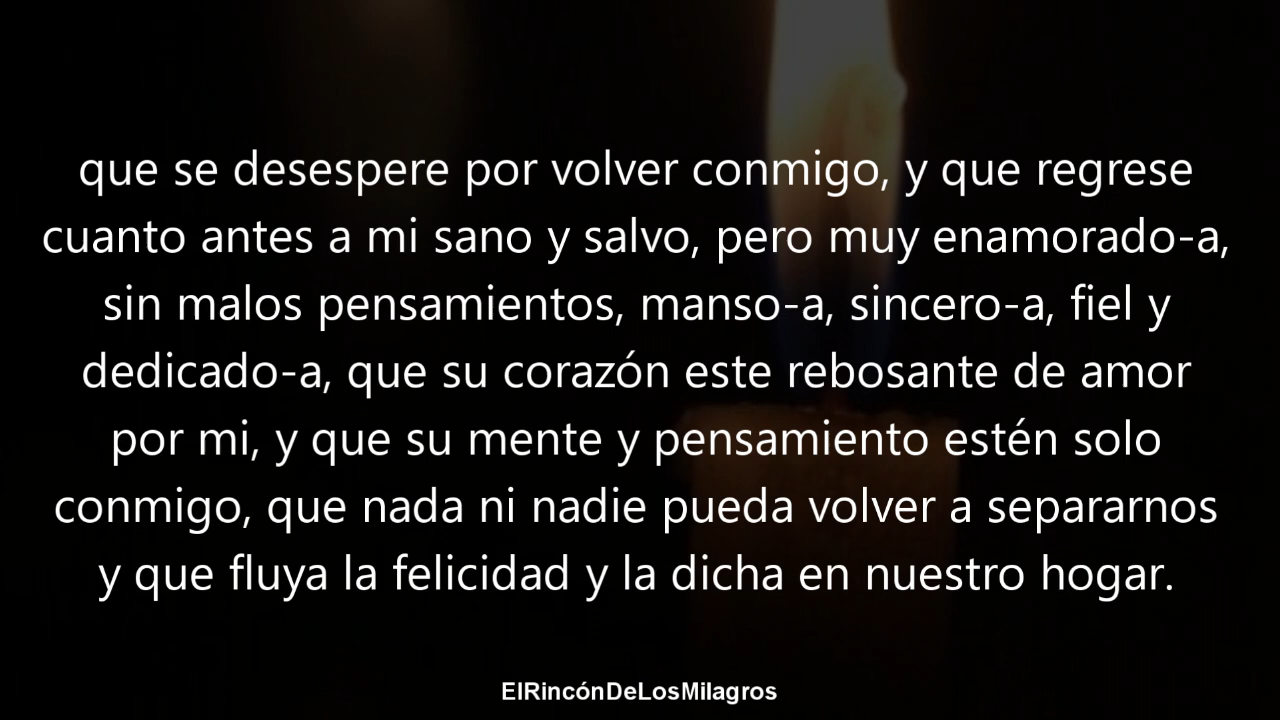 que se desespere por volver conmigo, y que regrese
cuanto antes a mi sano y salvo, pero muy enamorado-a,
sin malos pensamientos, manso-a, sincero-a, fiel y
dedicado-a, que su corazón este rebosante de amor
por mi, y que su mente y pensamiento estén solo
conmigo, que nada ni nadie pueda volver a separarnos
y que fluya la felicidad y la dicha en nuestro hogar.
ElRincónDeLosMilagros